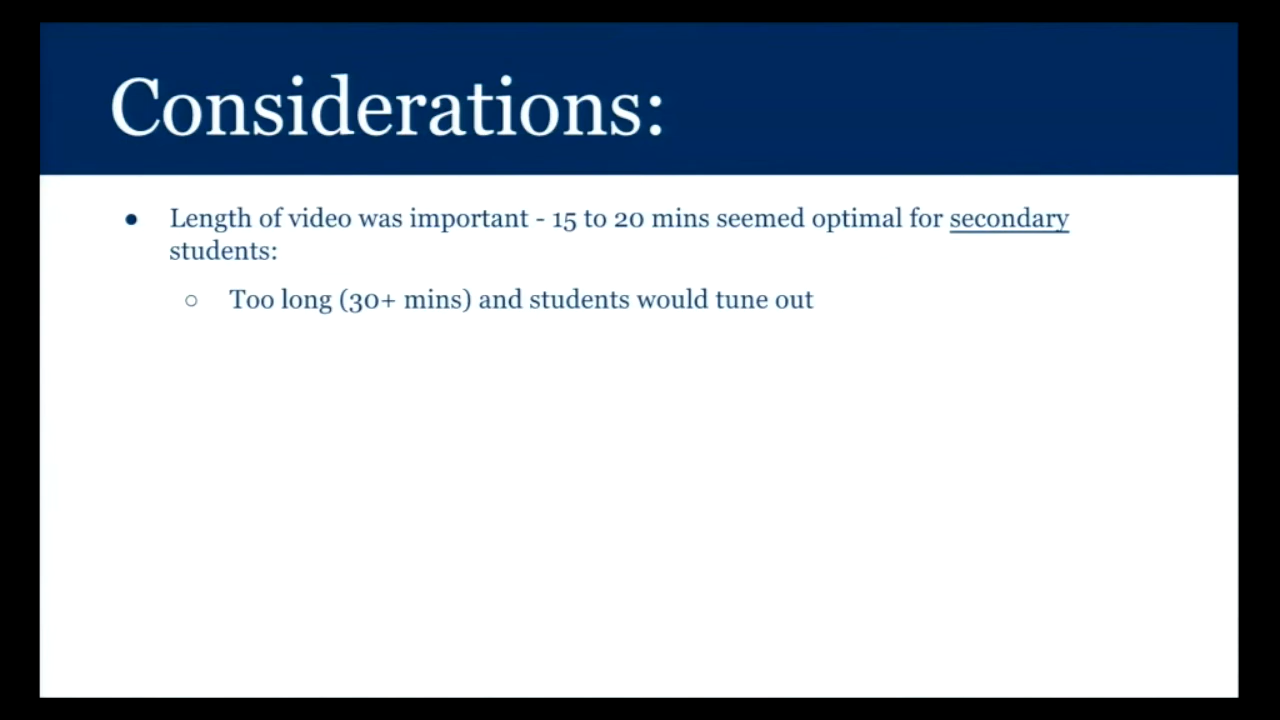 Considerations:
● Length of video was important - 15 to 20 mins seemed optimal for secondary
students:
○ Too long (30+ mins) and students would tune out